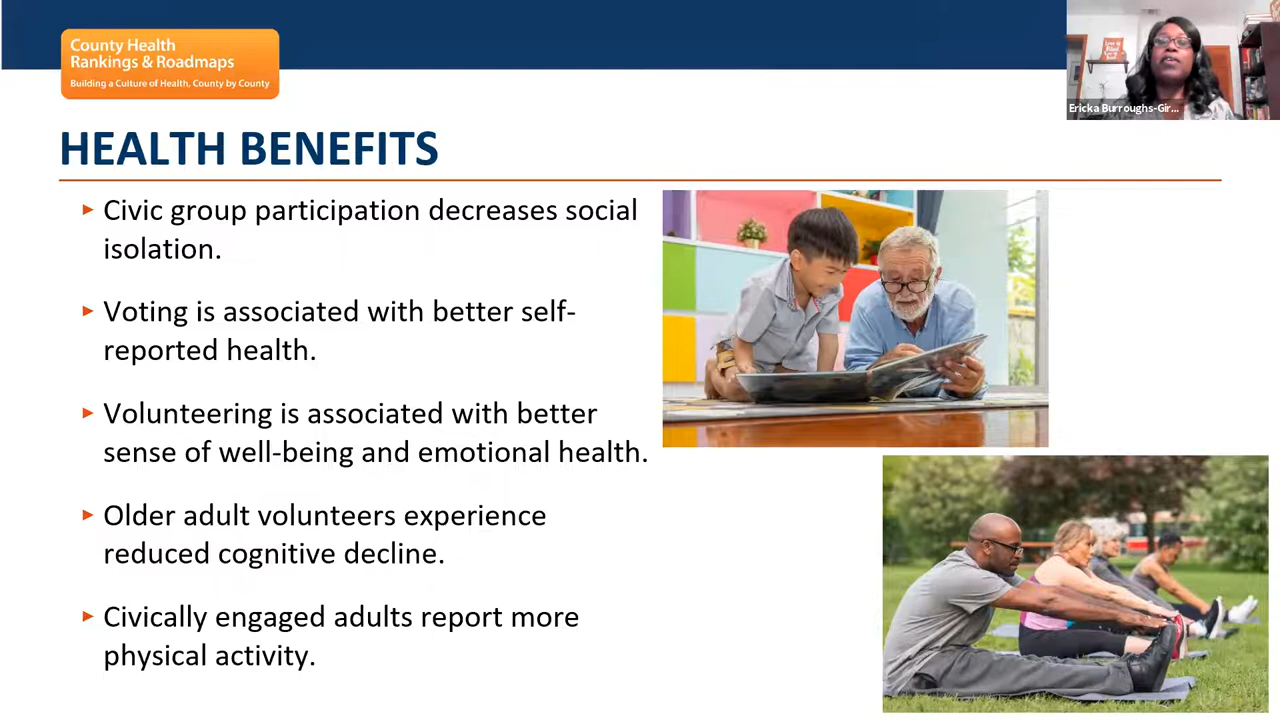 County Health
Rankings & Roadmaps
Building a Culture of Health, County by County
Ericka Burroughs-Gir...
HEALTH BENEFITS
▸ Civic group participation decreases social
isolation.
▸ Voting is associated with better self-
reported health.
▸ Volunteering is associated with better
sense of well-being and emotional health.
▸ Older adult volunteers experience
reduced cognitive decline.
▸ Civically engaged adults report more
physical activity.